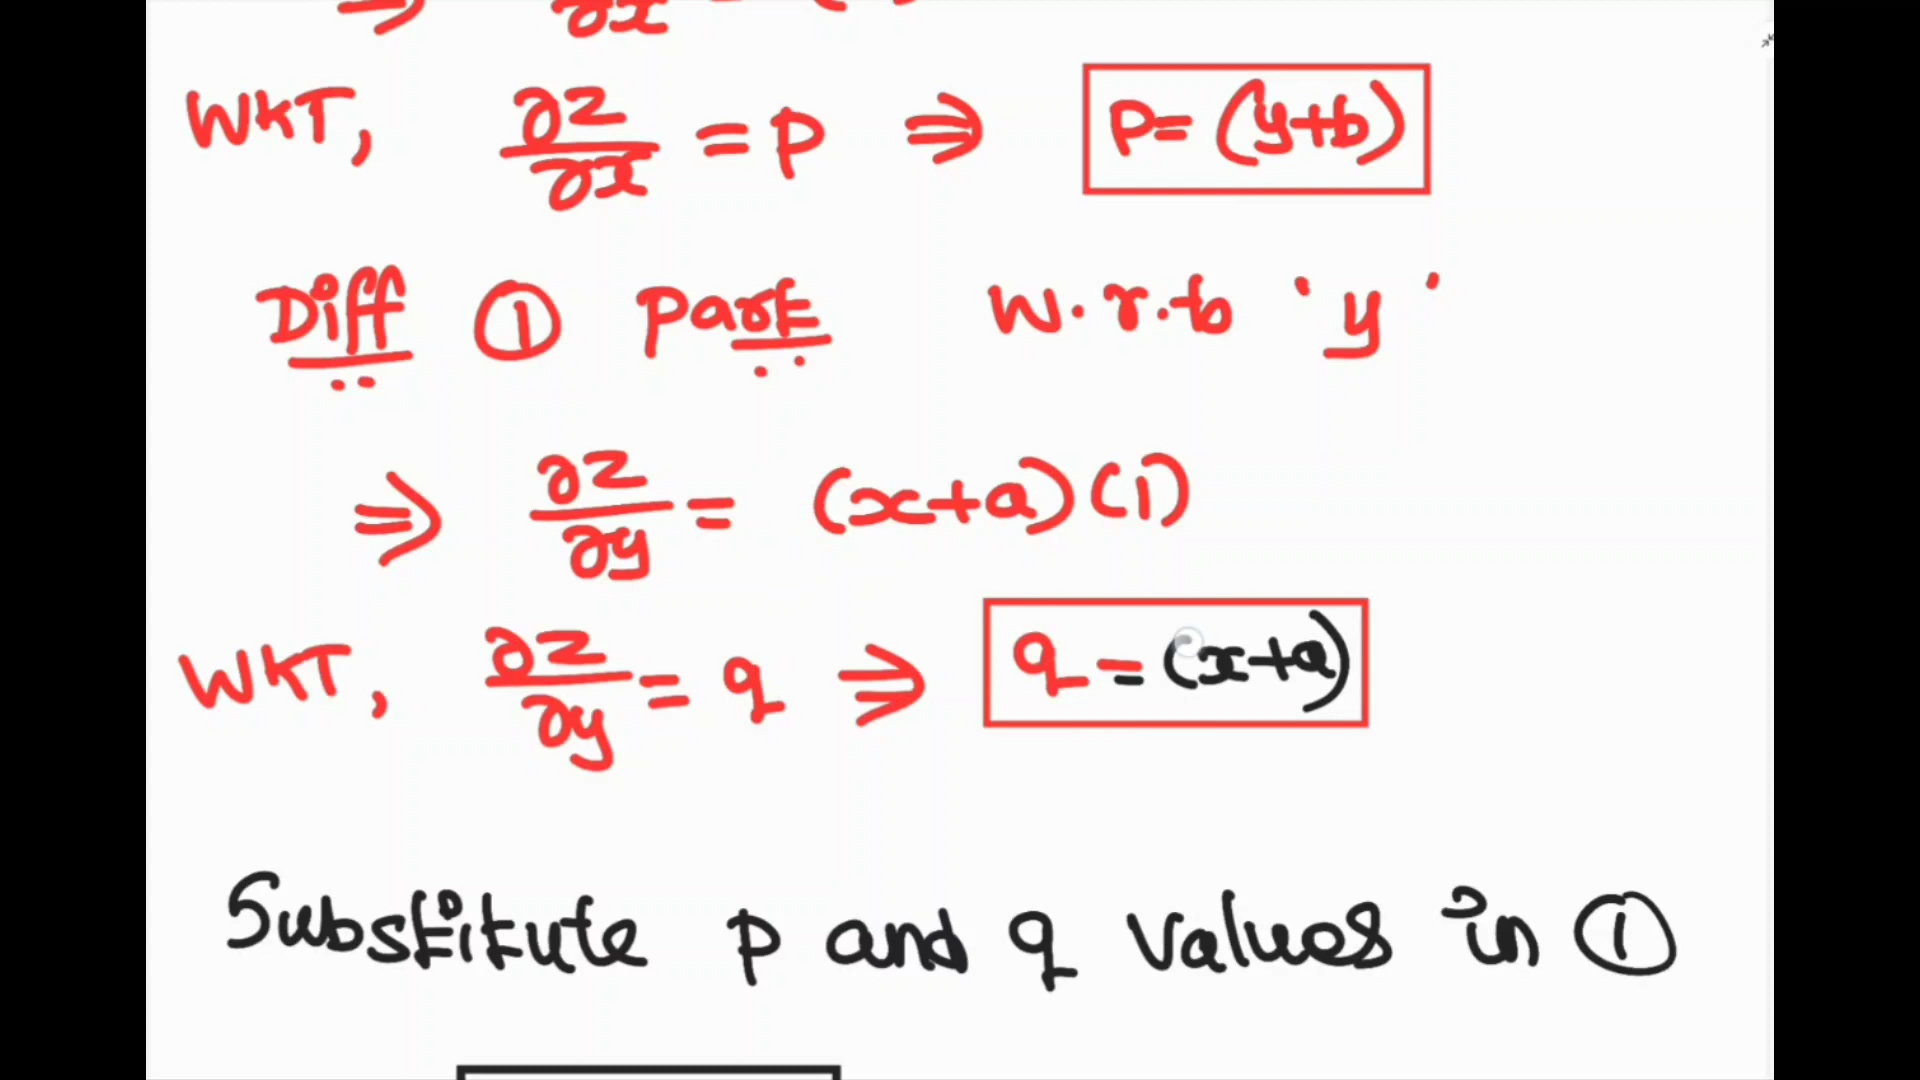 ⇒ ∂z/∂x = (
WKT, ∂z/∂x = p ⇒ p = (y+b)
Diff ① part w.r.t 'y'
⇒ ∂z/∂y = (x+a)(1)
WKT, ∂z/∂y = q ⇒ q = (x+a)
Substitute p and q values in ①